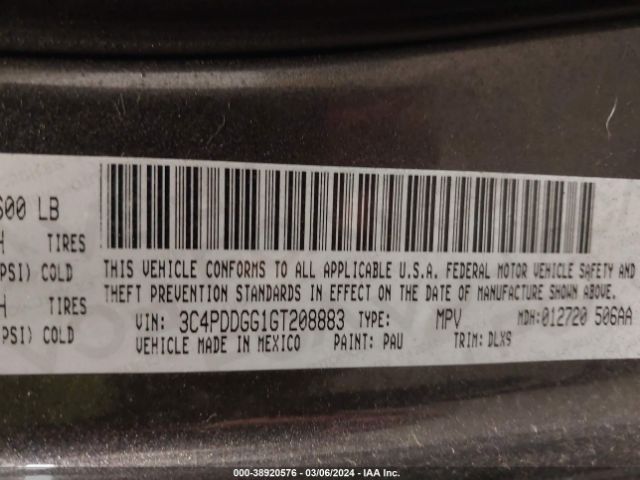 600 LB
TIRES
PSI) COLD
TIRES
PSI) COLD
THIS VEHICLE CONFORMS TO ALL APPLICABLE U.S.A. FEDERAL MOTOR VEHICLE SAFETY AND
THEFT PREVENTION STANDARDS IN EFFECT ON THE DATE OF MANUFACTURE SHOWN ABOVE.
VIN: 3C4PDDGG1GT208883 TYPE: MPV MDH: 012720 506AA
VEHICLE MADE IN MEXICO PAINT: PAU TRIM: DLX9
000-38920576 - 03/06/2024 - IAA Inc.